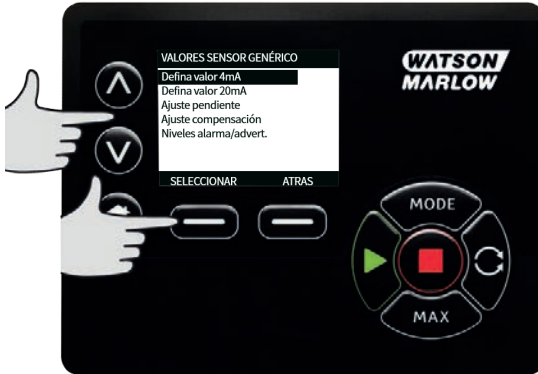 VALORES SENSOR GENÉRICO
WATSON
MARLOW
Defina valor 4mA
Defina valor 20mA
Ajuste pendiente
Ajuste compensación
Niveles alarma/advert.
SELECCIONAR ATRAS
MODE
MAX